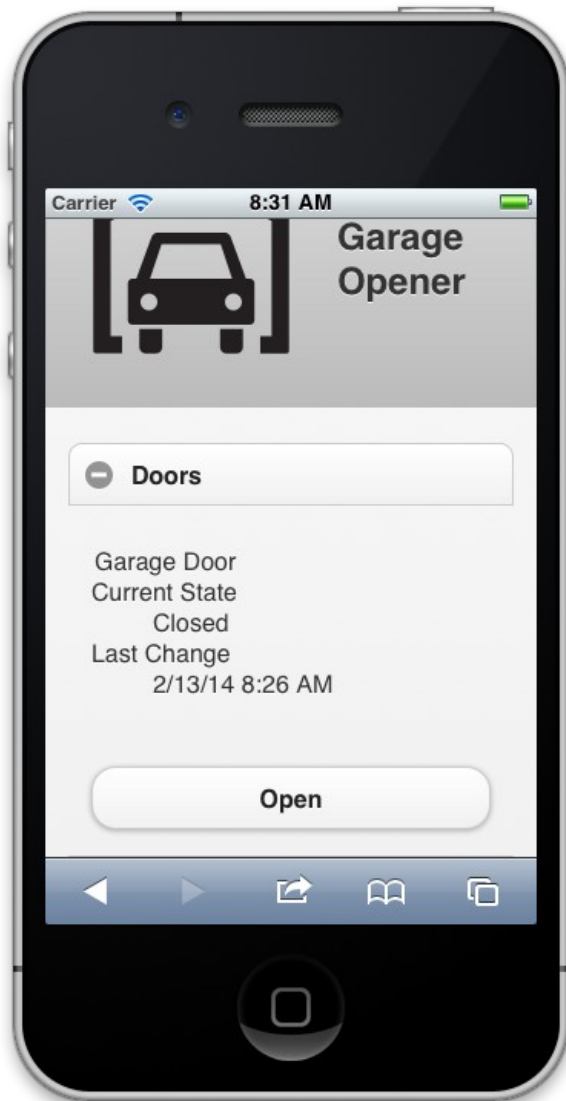 Carrier 8:31 AM
Garage
Opener
Doors
Garage Door
Current State
Closed
Last Change
2/13/14 8:26 AM
Open